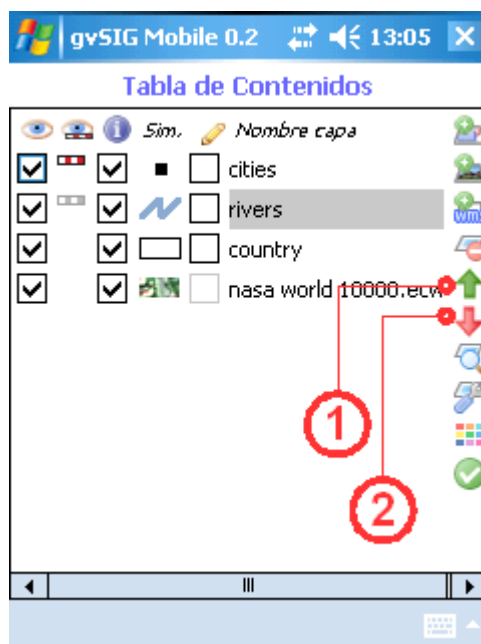 gvSIG Mobile 0.2 13:05
Tabla de Contenidos
Sim. Nombre capa
cities
rivers
country
nasa world 10000.ecw
wms
1
2